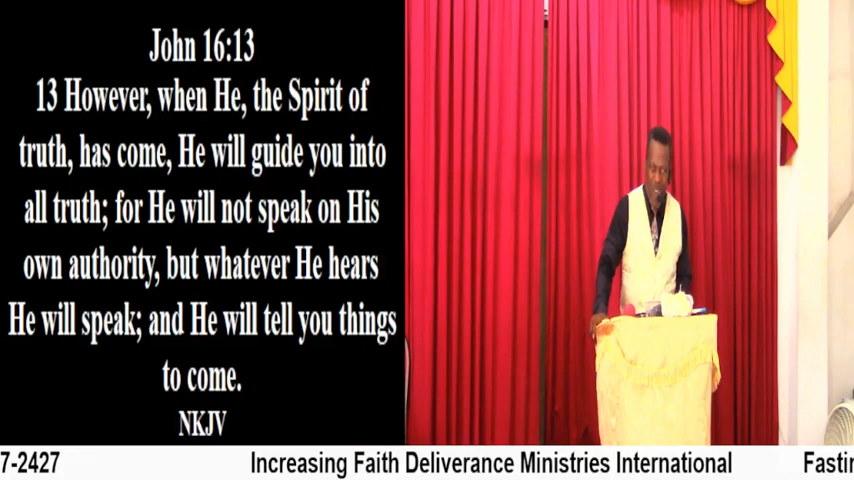 John 16:13
13 However, when He, the Spirit of
truth, has come, He will guide you into
all truth; for He will not speak on His
own authority, but whatever He hears
He will speak; and He will tell you things
to come.
NKJV
7-2427 Increasing Faith Deliverance Ministries International